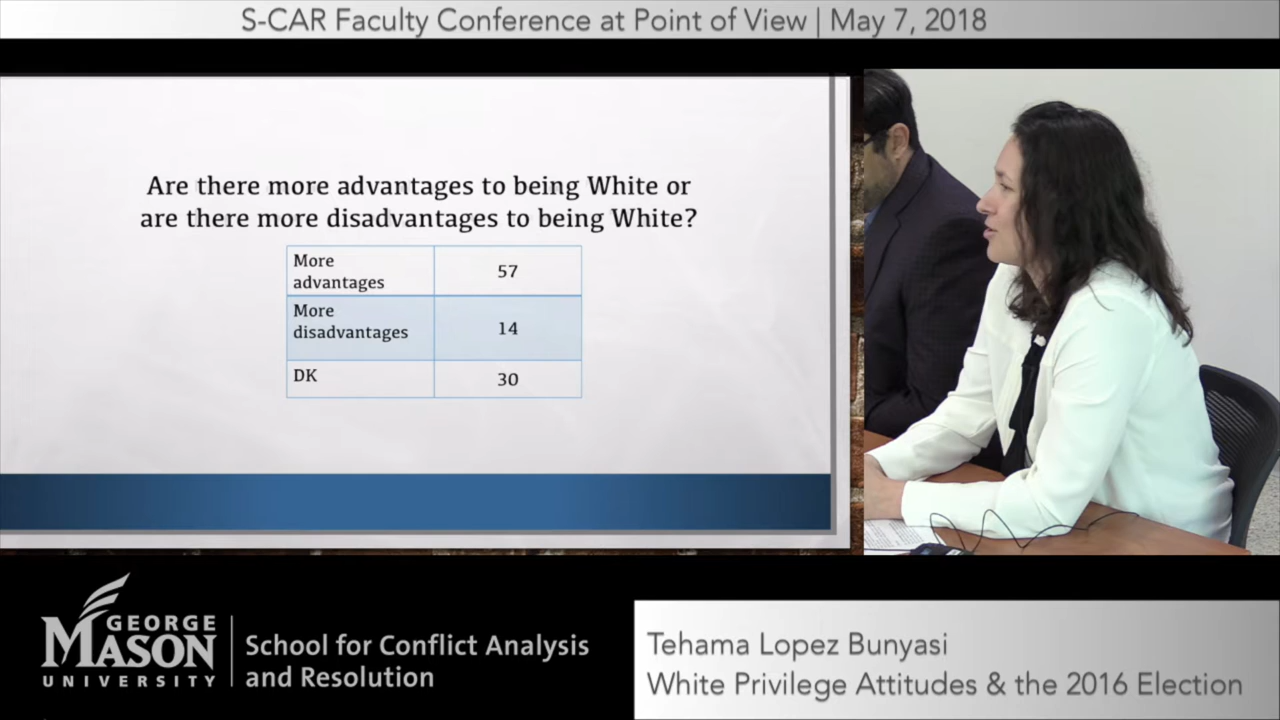 S-CAR Faculty Conference at Point of View | May 7, 2018
Are there more advantages to being White or
are there more disadvantages to being White?
More
advantages
57
More
disadvantages
14
DK
30
GEORGE
MASON
UNIVERSITY
School for Conflict Analysis
and Resolution
Tehama Lopez Bunyasi
White Privilege Attitudes & the 2016 Election